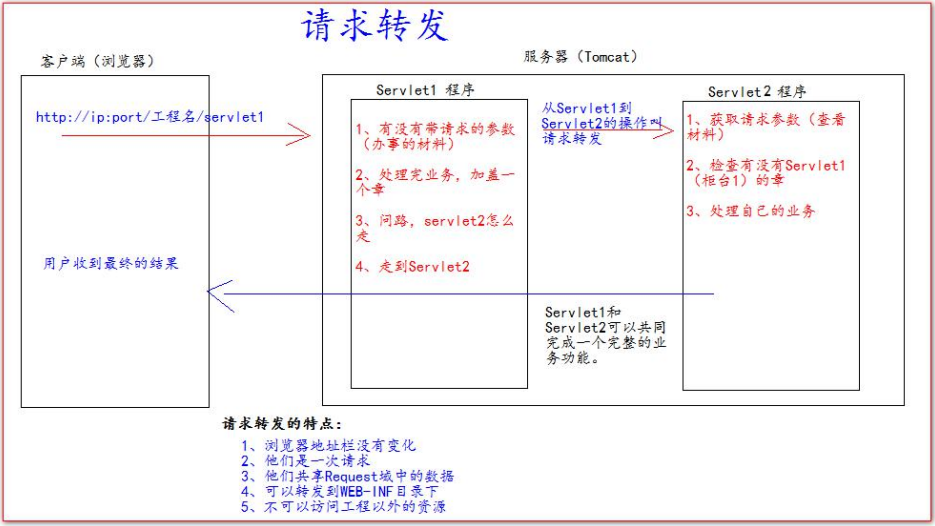 请求转发
客户端（浏览器）
服务器（Tomcat）
http://ip:port/工程名/servlet1
用户收到最终的结果
Servlet1 程序
1、有没有带请求的参数
（办事的材料）
2、处理完业务，加盖一
个章
3、问路，servlet2怎么
走
4、走到Servlet2
从Servlet1到
Servlet2的操作叫
请求转发
Servlet2 程序
1、获取请求参数（查看
材料）
2、检查有没有Servlet1
（柜台1）的章
3、处理自己的业务
Servlet1和
Servlet2可以共同
完成一个完整的业
务功能。
请求转发的特点：
1、浏览器地址栏没有变化
2、他们是一次请求
3、他们共享Request域中的数据
4、可以转发到WEB-INF目录下
5、不可以访问工程以外的资源